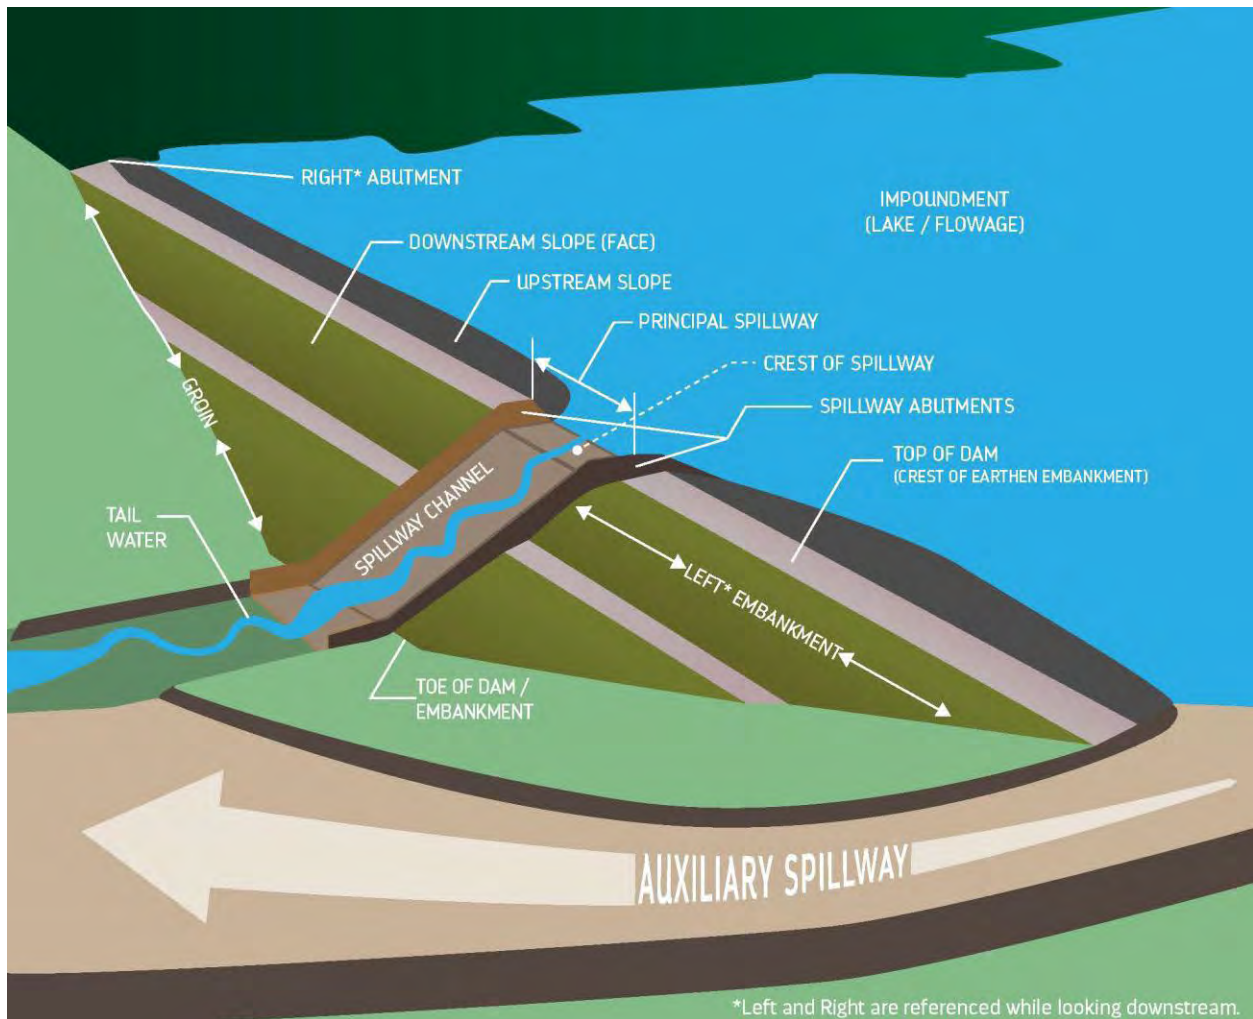 RIGHT* ABUTMENT
IMPOUNDMENT
(LAKE / FLOWAGE)
DOWNSTREAM SLOPE (FACE)
UPSTREAM SLOPE
PRINCIPAL SPILLWAY
CREST OF SPILLWAY
SPILLWAY ABUTMENTS
GROIN
TOP OF DAM
(CREST OF EARTHEN EMBANKMENT)
SPILLWAY CHANNEL
TAIL
WATER
LEFT* EMBANKMENT
TOE OF DAM /
EMBANKMENT
AUXILIARY SPILLWAY
*Left and Right are referenced while looking downstream.